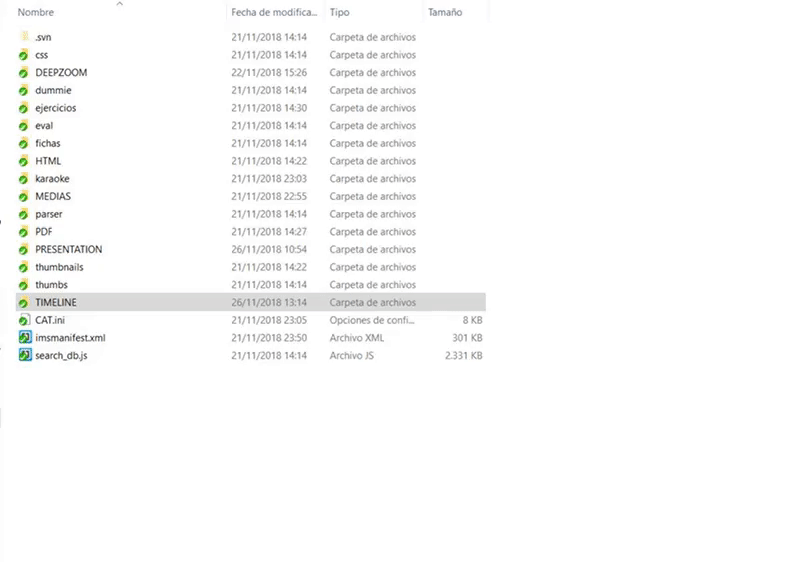 Nombre Fecha de modifica... Tipo Tamaño
.svn 21/11/2018 14:14 Carpeta de archivos
css 21/11/2018 14:14 Carpeta de archivos
DEEPZOOM 22/11/2018 15:26 Carpeta de archivos
dummie 21/11/2018 14:14 Carpeta de archivos
ejercicios 21/11/2018 14:30 Carpeta de archivos
eval 21/11/2018 14:14 Carpeta de archivos
fichas 21/11/2018 14:14 Carpeta de archivos
HTML 21/11/2018 14:22 Carpeta de archivos
karaoke 21/11/2018 23:03 Carpeta de archivos
MEDIAS 21/11/2018 22:55 Carpeta de archivos
parser 21/11/2018 14:14 Carpeta de archivos
PDF 21/11/2018 14:27 Carpeta de archivos
PRESENTATION 26/11/2018 10:54 Carpeta de archivos
thumbnails 21/11/2018 14:22 Carpeta de archivos
thumbs 21/11/2018 14:14 Carpeta de archivos
TIMELINE 26/11/2018 13:14 Carpeta de archivos
CAT.ini 21/11/2018 23:05 Opciones de confi... 8 KB
imsmanifest.xml 21/11/2018 23:50 Archivo XML 301 KB
search_db.js 21/11/2018 14:14 Archivo JS 2.331 KB